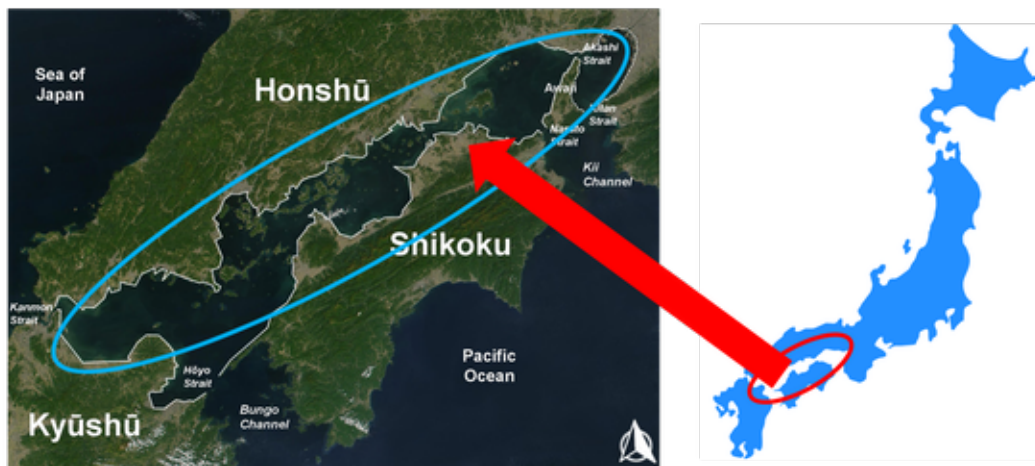 Sea of
Japan
Honshū
Akashi
Strait
Awaji
Kitan
Strait
Naruto
Strait
Kii
Channel
Shikoku
Kanmon
Strait
Hōyo
Strait
Pacific
Ocean
Bungo
Channel
Kyūshū